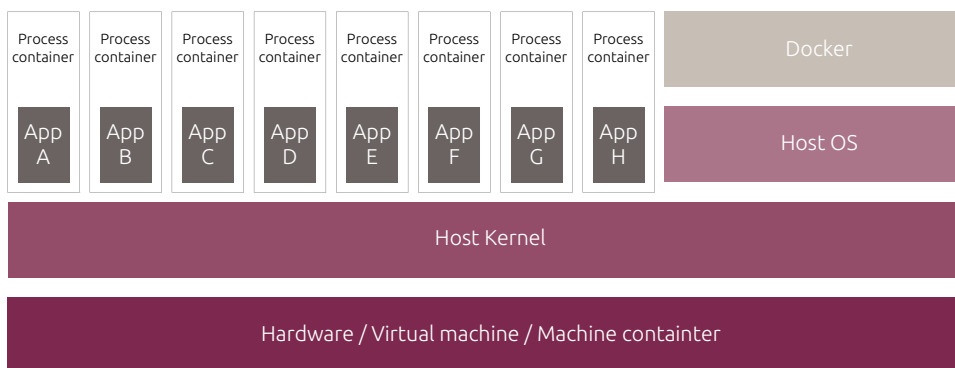 Process
container
App
A
Process
container
App
B
Process
container
App
C
Process
container
App
D
Process
container
App
E
Process
container
App
F
Process
container
App
G
Process
container
App
H
Docker
Host OS
Host Kernel
Hardware / Virtual machine / Machine containter